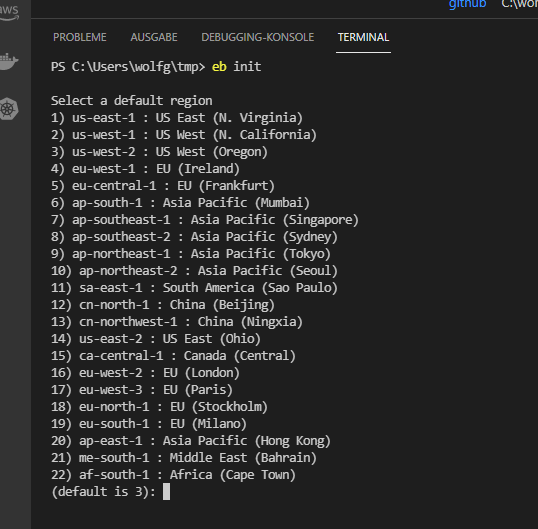 aws
github C:\wor
PROBLEME AUSGABE DEBUGGING-KONSOLE TERMINAL
PS C:\Users\wolfg\tmp> eb init
Select a default region
1) us-east-1 : US East (N. Virginia)
2) us-west-1 : US West (N. California)
3) us-west-2 : US West (Oregon)
4) eu-west-1 : EU (Ireland)
5) eu-central-1 : EU (Frankfurt)
6) ap-south-1 : Asia Pacific (Mumbai)
7) ap-southeast-1 : Asia Pacific (Singapore)
8) ap-southeast-2 : Asia Pacific (Sydney)
9) ap-northeast-1 : Asia Pacific (Tokyo)
10) ap-northeast-2 : Asia Pacific (Seoul)
11) sa-east-1 : South America (Sao Paulo)
12) cn-north-1 : China (Beijing)
13) cn-northwest-1 : China (Ningxia)
14) us-east-2 : US East (Ohio)
15) ca-central-1 : Canada (Central)
16) eu-west-2 : EU (London)
17) eu-west-3 : EU (Paris)
18) eu-north-1 : EU (Stockholm)
19) eu-south-1 : EU (Milano)
20) ap-east-1 : Asia Pacific (Hong Kong)
21) me-south-1 : Middle East (Bahrain)
22) af-south-1 : Africa (Cape Town)
(default is 3):